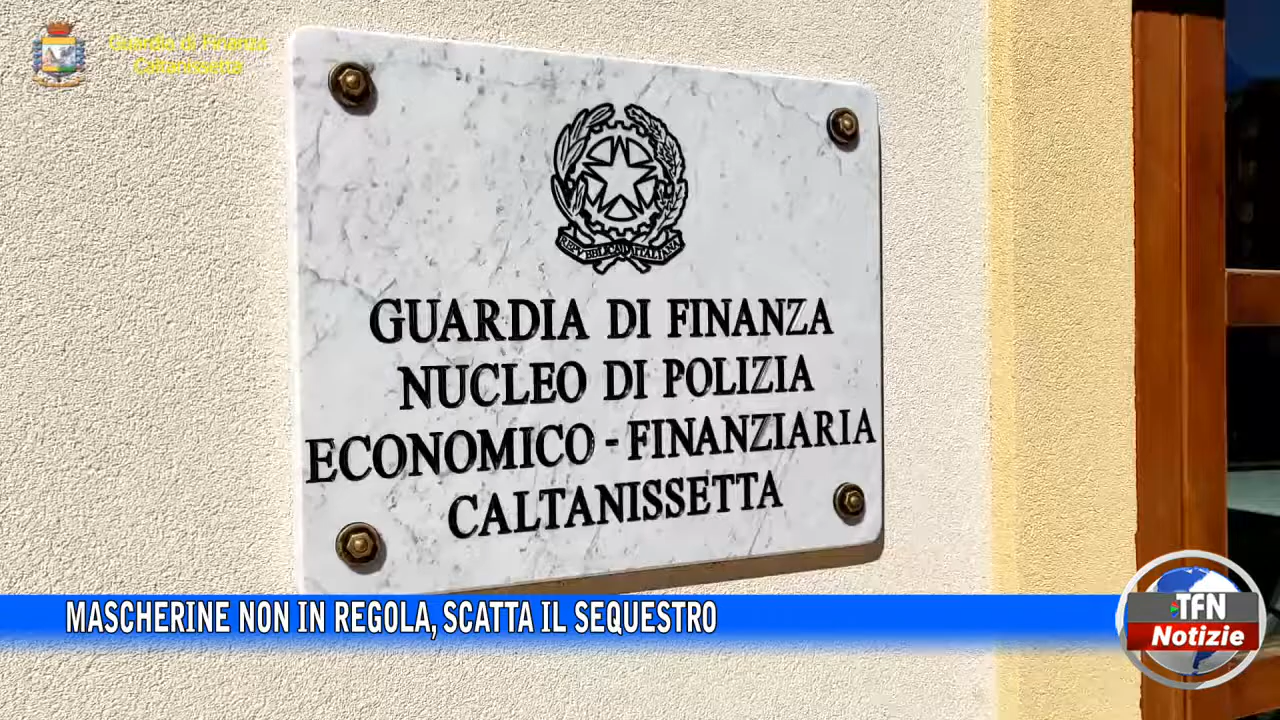 Guardia di Finanza
Caltanissetta
REPVBBLICA ITALIANA
GUARDIA DI FINANZA
NUCLEO DI POLIZIA
ECONOMICO - FINANZIARIA
CALTANISSETTA
MASCHERINE NON IN REGOLA, SCATTA IL SEQUESTRO
TFN
Notizie